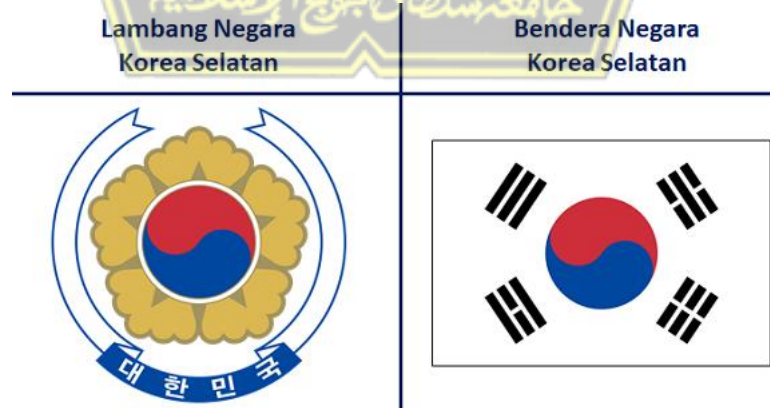 Lambang Negara
Korea Selatan
Bendera Negara
Korea Selatan
대한민국